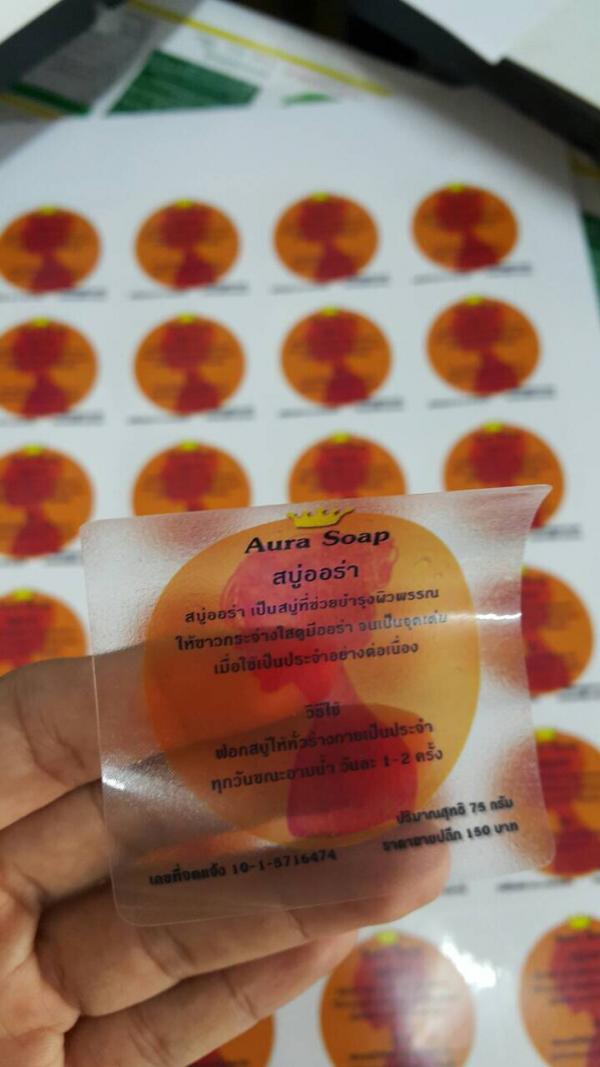 Aura Soap
สบู่ออร่า
สบู่ออร่า เป็นสบู่ที่ช่วยบำรุงผิวพรรณ
ให้ขาวกระจ่างใสดูมีออร่า จนเป็นจุดเด่น
เมื่อใช้เป็นประจำอย่างต่อเนื่อง
วิธีใช้
ฟอกสบู่ให้ทั่วร่างกายเป็นประจำ
ทุกวันขณะอาบน้ำ วันละ 1-2 ครั้ง
ปริมาณสุทธิ 75 กรัม
ราคาขายปลีก 150 บาท
เลขที่จดแจ้ง 10-1-5716474